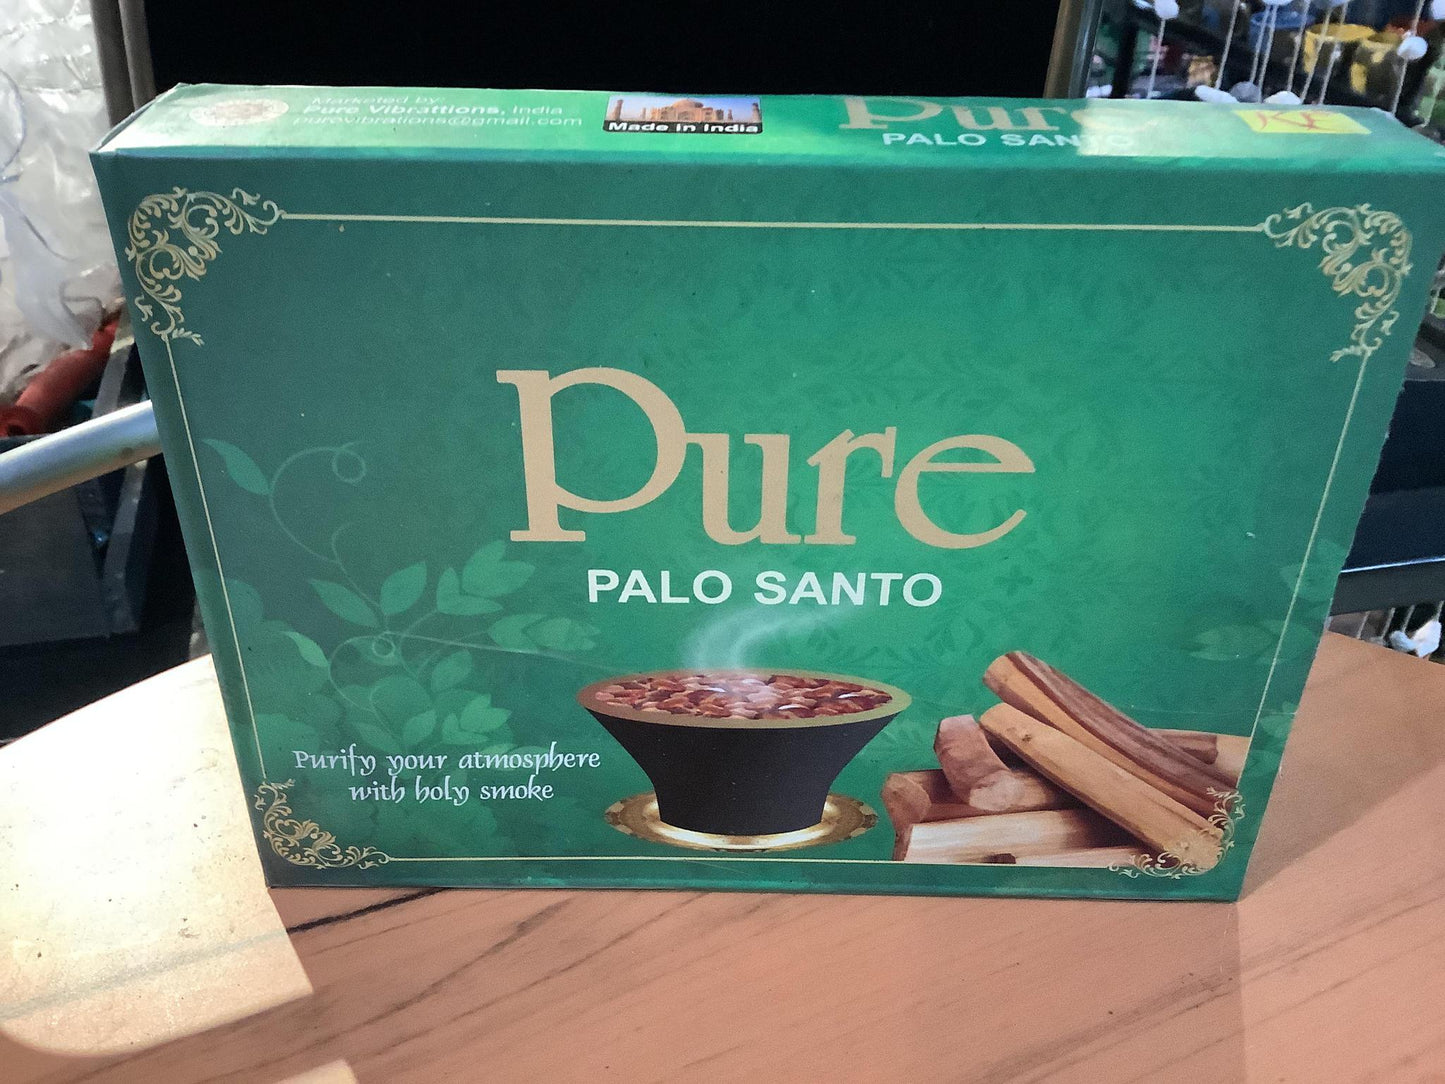 Marketed by:
Pure Vibrations, India
purevibrations@gmail.com
Made in India
Pure
PALO SANTO
Pure
PALO SANTO
Purify your atmosphere
with holy smoke